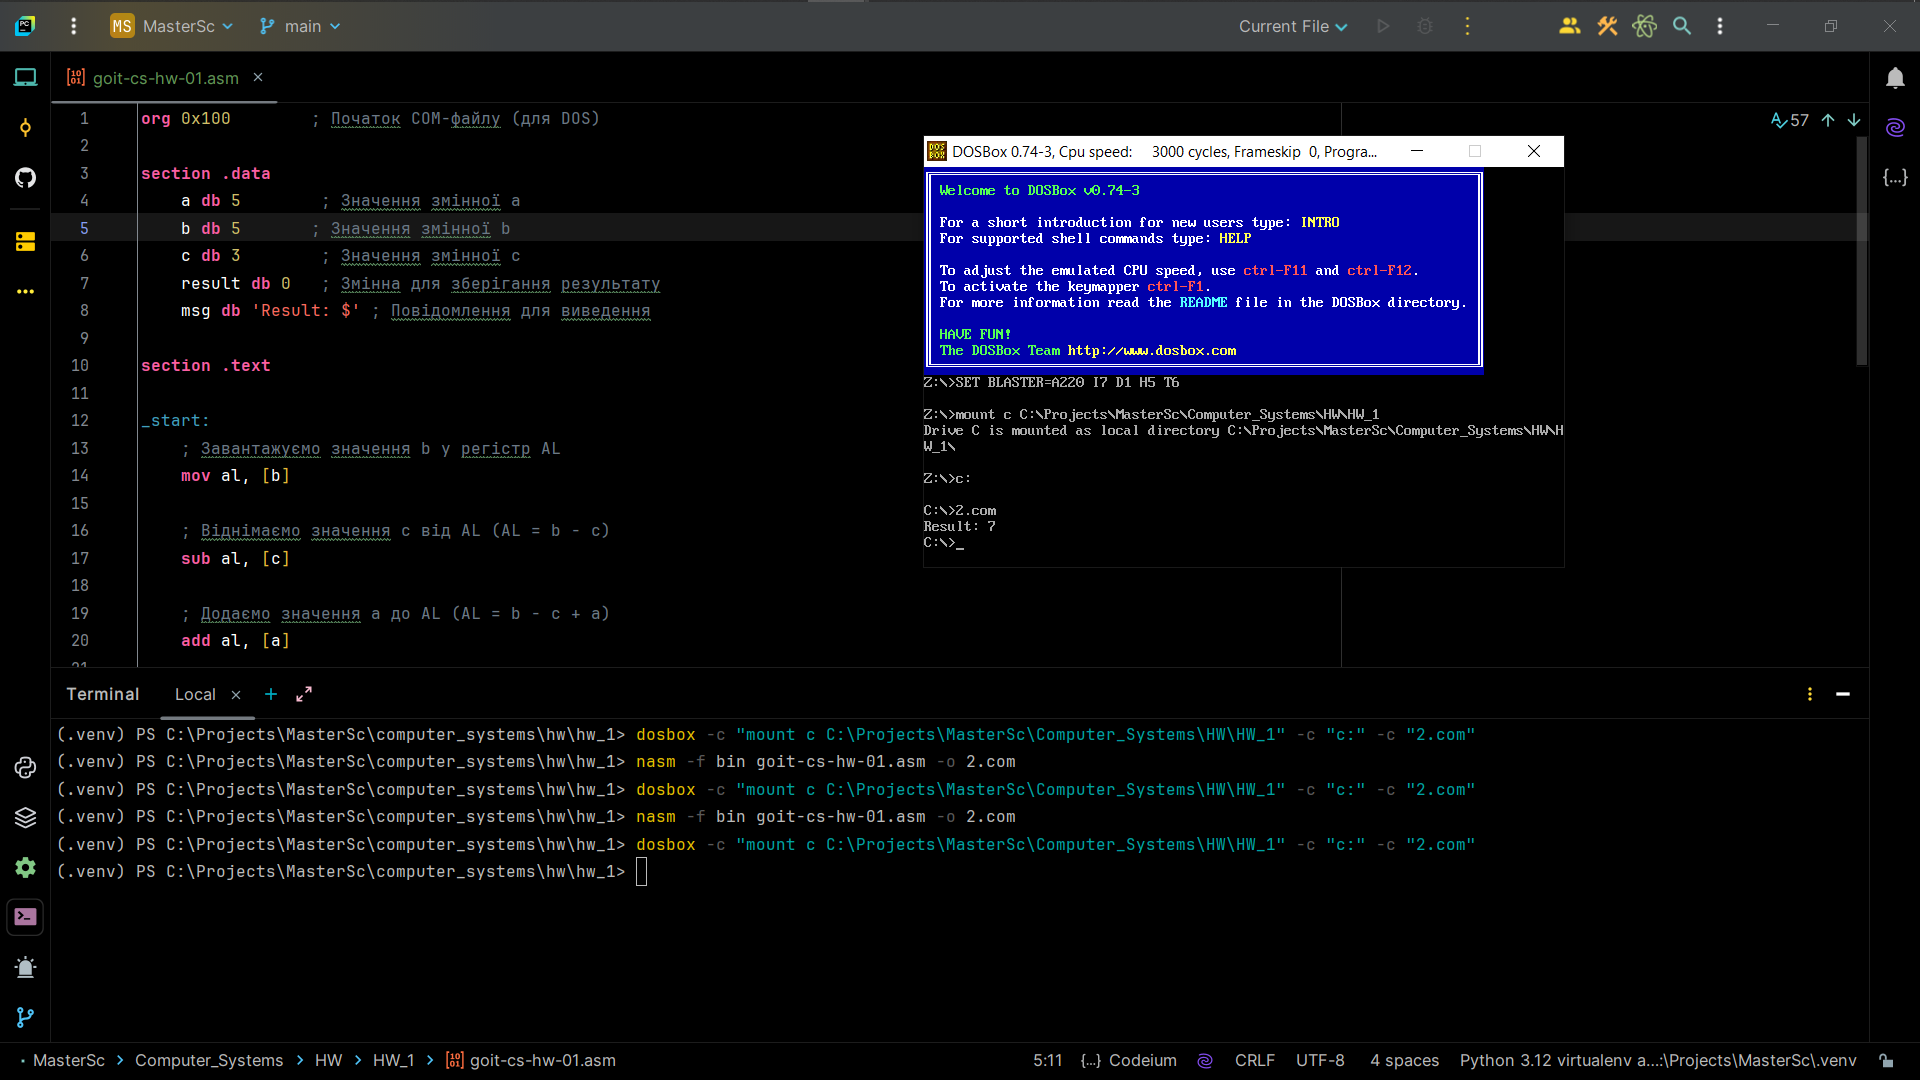 MS MasterSc main Current File
goit-cs-hw-01.asm
57
1 org 0x100 ; Початок COM-файлу (для DOS)
2
3 section .data
4 a db 5 ; Значення змінної a
5 b db 5 ; Значення змінної b
6 c db 3 ; Значення змінної c
7 result db 0 ; Змінна для зберігання результату
8 msg db 'Result: $' ; Повідомлення для виведення
9
10 section .text
11
12 _start:
13 ; Завантажуємо значення b у регістр AL
14 mov al, [b]
15
16 ; Віднімаємо значення c від AL (AL = b - c)
17 sub al, [c]
18
19 ; Додаємо значення a до AL (AL = b - c + a)
20 add al, [a]
21
DOSBox 0.74-3, Cpu speed: 3000 cycles, Frameskip 0, Progra...
Welcome to DOSBox v0.74-3
For a short introduction for new users type: INTRO
For supported shell commands type: HELP
To adjust the emulated CPU speed, use ctrl-F11 and ctrl-F12.
To activate the keymapper ctrl-F1.
For more information read the README file in the DOSBox directory.
HAVE FUN!
The DOSBox Team http://www.dosbox.com
Z:\>SET BLASTER=A220 I7 D1 H5 T6
Z:\>mount c C:\Projects\MasterSc\Computer_Systems\HW\HW_1
Drive C is mounted as local directory C:\Projects\MasterSc\Computer_Systems\HW\H
W_1\
Z:\>c:
C:\>2.com
Result: 7
C:\>_
Terminal Local
(.venv) PS C:\Projects\MasterSc\computer_systems\hw\hw_1> dosbox -c "mount c C:\Projects\MasterSc\Computer_Systems\HW\HW_1" -c "c:" -c "2.com"
(.venv) PS C:\Projects\MasterSc\computer_systems\hw\hw_1> nasm -f bin goit-cs-hw-01.asm -o 2.com
(.venv) PS C:\Projects\MasterSc\computer_systems\hw\hw_1> dosbox -c "mount c C:\Projects\MasterSc\Computer_Systems\HW\HW_1" -c "c:" -c "2.com"
(.venv) PS C:\Projects\MasterSc\computer_systems\hw\hw_1> nasm -f bin goit-cs-hw-01.asm -o 2.com
(.venv) PS C:\Projects\MasterSc\computer_systems\hw\hw_1> dosbox -c "mount c C:\Projects\MasterSc\Computer_Systems\HW\HW_1" -c "c:" -c "2.com"
(.venv) PS C:\Projects\MasterSc\computer_systems\hw\hw_1>
MasterSc > Computer_Systems > HW > HW_1 > goit-cs-hw-01.asm 5:11 {...} Codeium CRLF UTF-8 4 spaces Python 3.12 virtualenv a...:\Projects\MasterSc\.venv